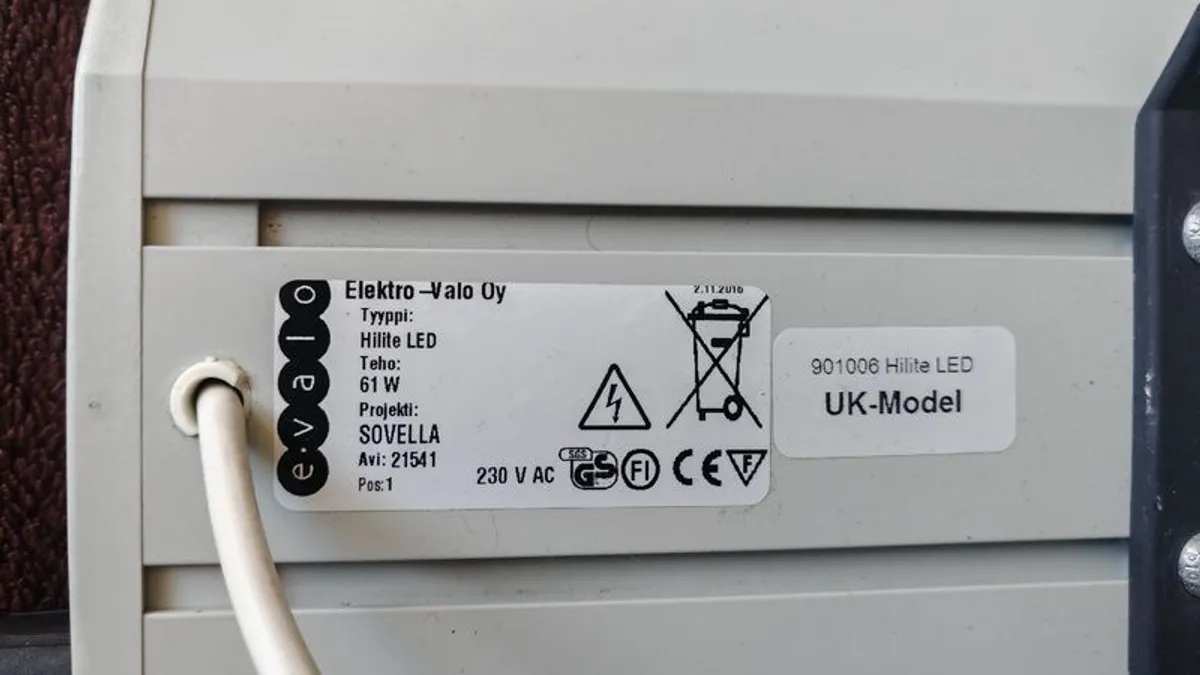 e·valo
Elektro–Valo Oy
Tyyppi:
Hilite LED
Teho:
61 W
Projekti:
SOVELLA
Avi: 21541
Pos:1
230 V AC
2.11.2016
SGS
GS
FI
CE
F
901006 Hilite LED
UK-Model